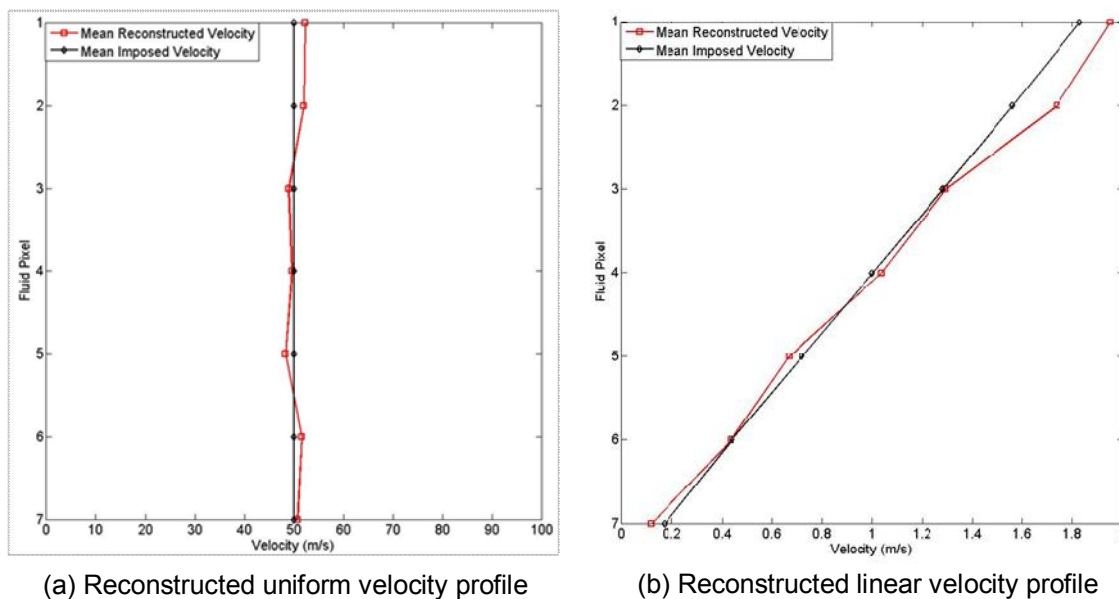 Mean Reconstructed Velocity
Mean Imposed Velocity
1
2
3
4
5
6
7
Fluid Pixel
0 10 20 30 40 50 60 70 80 90 100
Velocity (m/s)
(a) Reconstructed uniform velocity profile
Mean Reconstructed Velocity
Mean Imposed Velocity
1
2
3
4
5
6
7
Fluid Pixel
0.2 0.4 0.6 0.8 1 1.2 1.4 1.6 1.8
Velocity (m/s)
(b) Reconstructed linear velocity profile